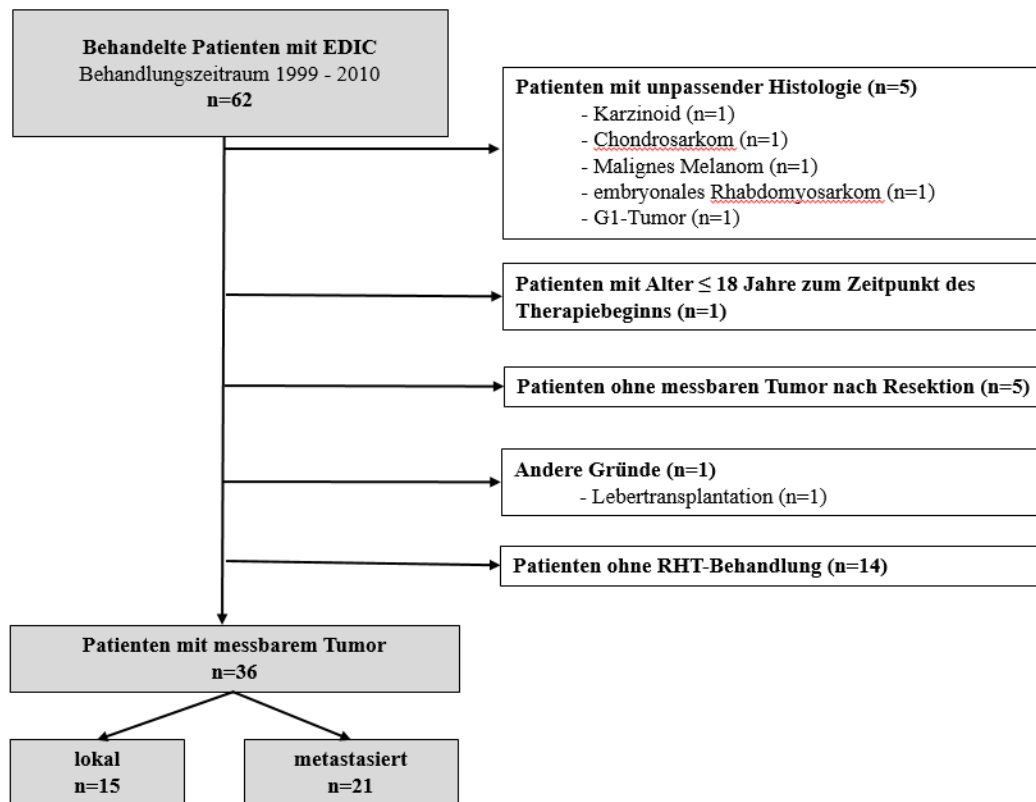 Behandelte Patienten mit EDIC
Behandlungszeitraum 1999 - 2010
n=62
Patienten mit unpassender Histologie (n=5)
- Karzinoid (n=1)
- Chondrosarkom (n=1)
- Malignes Melanom (n=1)
- embryonales Rhabdomyosarkom (n=1)
- G1-Tumor (n=1)
Patienten mit Alter ≤ 18 Jahre zum Zeitpunkt des
Therapiebeginns (n=1)
Patienten ohne messbaren Tumor nach Resektion (n=5)
Andere Gründe (n=1)
- Lebertransplantation (n=1)
Patienten ohne RHT-Behandlung (n=14)
Patienten mit messbarem Tumor
n=36
lokal
n=15
metastasiert
n=21